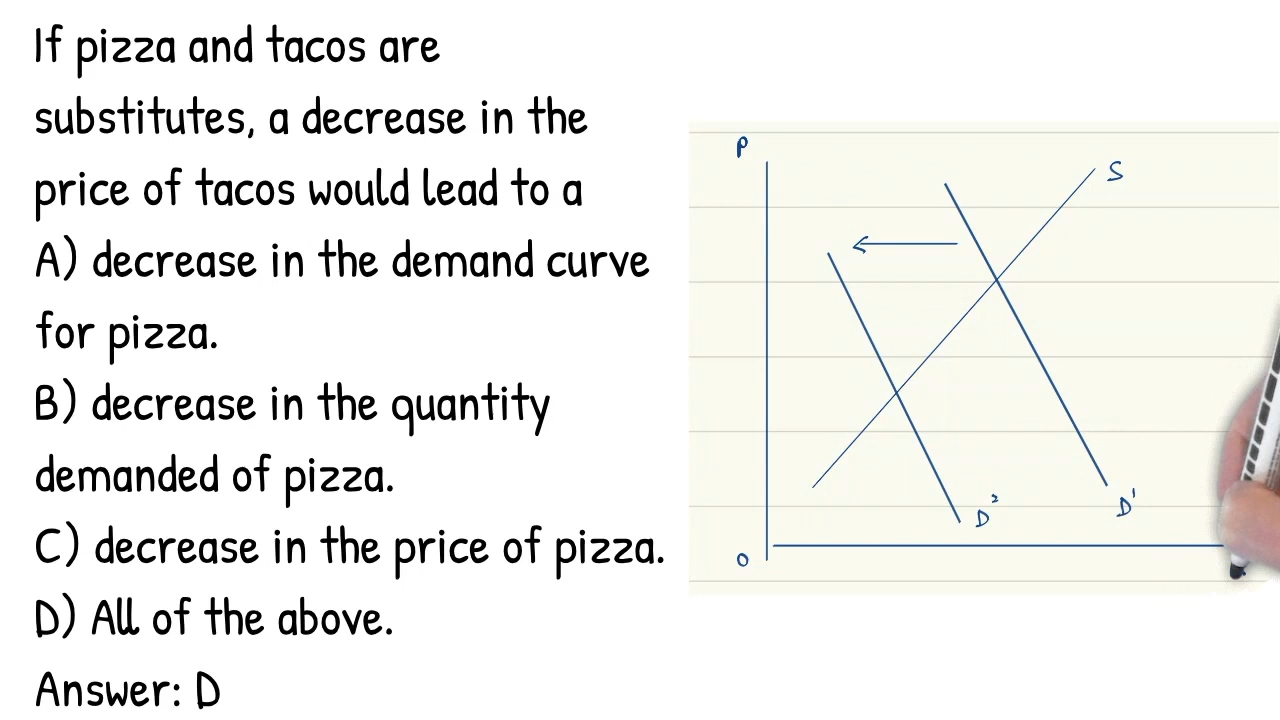 If pizza and tacos are
substitutes, a decrease in the
price of tacos would lead to a
A) decrease in the demand curve
for pizza.
B) decrease in the quantity
demanded of pizza.
C) decrease in the price of pizza.
D) All of the above.
Answer: D
P
S
D²
D¹
0